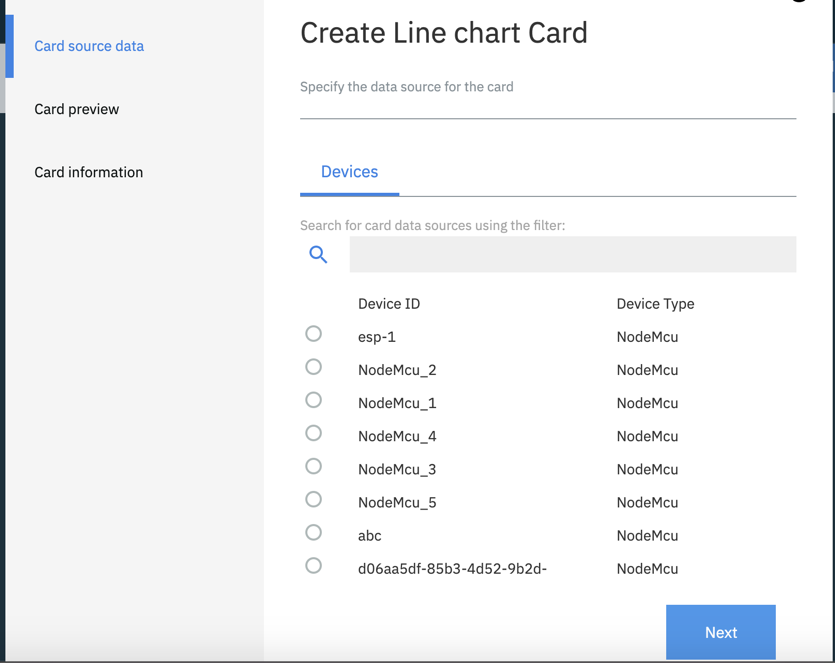 Card source data
Card preview
Card information
Create Line chart Card
Specify the data source for the card
Devices
Search for card data sources using the filter:
Device ID Device Type
esp-1 NodeMcu
NodeMcu_2 NodeMcu
NodeMcu_1 NodeMcu
NodeMcu_4 NodeMcu
NodeMcu_3 NodeMcu
NodeMcu_5 NodeMcu
abc NodeMcu
d06aa5df-85b3-4d52-9b2d- NodeMcu
Next